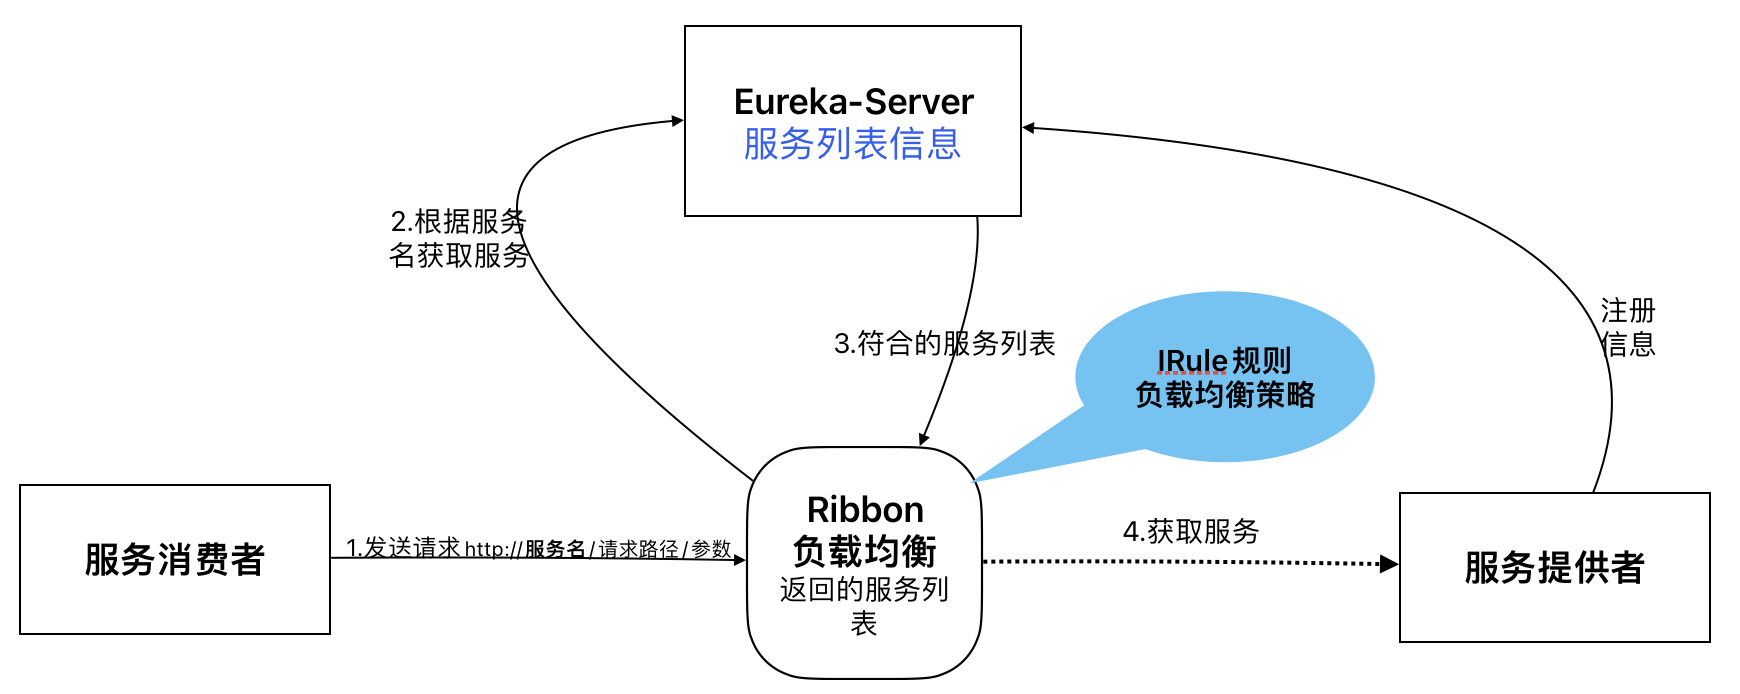 Eureka-Server
服务列表信息
2.根据服务
名获取服务
注册
信息
3.符合的服务列表
IRule规则
负载均衡策略
服务消费者
1.发送请求http://服务名/请求路径/参数
Ribbon
负载均衡
返回的服务列
表
4.获取服务
服务提供者